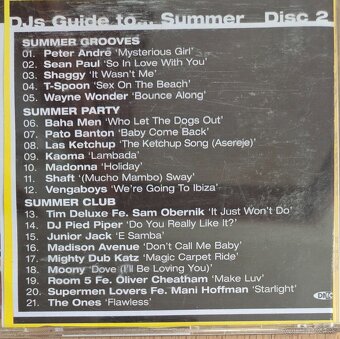 DJs Guide to... Summer Disc 2
SUMMER GROOVES
01. Peter André 'Mysterious Girl'
02. Sean Paul 'So In Love With You'
03. Shaggy 'It Wasn't Me'
04. T-Spoon 'Sex On The Beach'
05. Wayne Wonder 'Bounce Along'
SUMMER PARTY
06. Baha Men 'Who Let The Dogs Out'
07. Pato Banton 'Baby Come Back'
08. Las Ketchup 'The Ketchup Song (Asereje)
09. Kaoma 'Lambada'
10. Madonna 'Holiday'
11. Shaft '(Mucho Mambo) Sway'
12. Vengaboys 'We're Going To Ibiza'
SUMMER CLUB
13. Tim Deluxe Fe. Sam Obernik 'It Just Won't Do'
14. DJ Pied Piper 'Do You Really Like It?'
15. Junior Jack 'E Samba'
16. Madison Avenue 'Don't Call Me Baby'
17. Mighty Dub Katz 'Magic Carpet Ride'
18. Moony 'Dove (I'll Be Loving You)'
19. Room 5 Fe. Oliver Cheatham 'Make Luv'
20. Supermen Lovers Fe. Mani Hoffman 'Starlight'
21. The Ones 'Flawless'